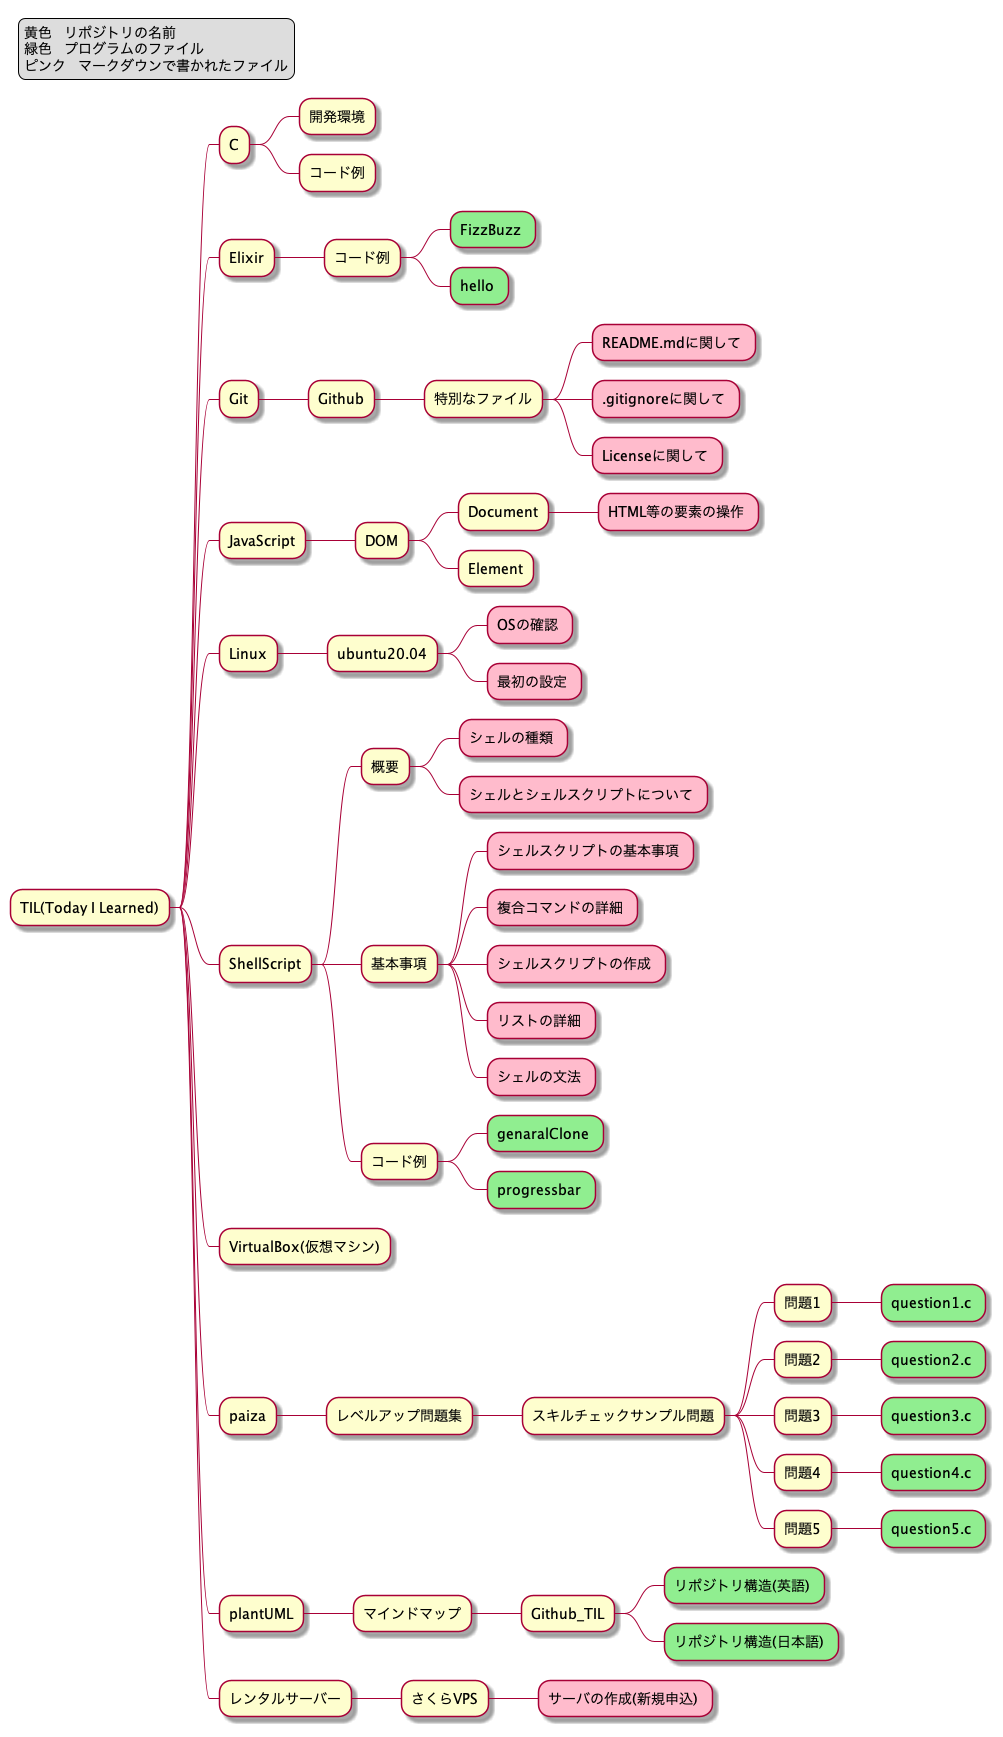 黄色　リポジトリの名前
緑色　プログラムのファイル
ピンク　マークダウンで書かれたファイル
TIL(Today I Learned)
C
開発環境
コード例
Elixir
コード例
FizzBuzz
hello
Git
Github
特別なファイル
README.mdに関して
.gitignoreに関して
Licenseに関して
JavaScript
DOM
Document
HTML等の要素の操作
Element
Linux
ubuntu20.04
OSの確認
最初の設定
ShellScript
概要
シェルの種類
シェルとシェルスクリプトについて
基本事項
シェルスクリプトの基本事項
複合コマンドの詳細
シェルスクリプトの作成
リストの詳細
シェルの文法
コード例
genaralClone
progressbar
VirtualBox(仮想マシン)
paiza
レベルアップ問題集
スキルチェックサンプル問題
問題1
question1.c
問題2
question2.c
問題3
question3.c
問題4
question4.c
問題5
question5.c
plantUML
マインドマップ
Github_TIL
リポジトリ構造(英語)
リポジトリ構造(日本語)
レンタルサーバー
さくらVPS
サーバの作成(新規申込)